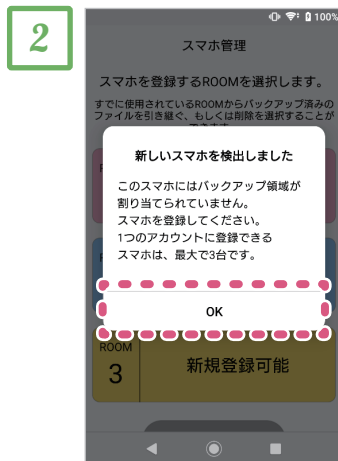 2
100%
スマホ管理
スマホを登録するROOMを選択します。
すでに使用されているROOMからバックアップ済みの
ファイルを引き継ぐ、もしくは削除を選択することが
新しいスマホを検出しました
このスマホにはバックアップ領域が
割り当てられていません。
スマホを登録してください。
1つのアカウントに登録できる
スマホは、最大で3台です。
OK
ROOM
3
新規登録可能